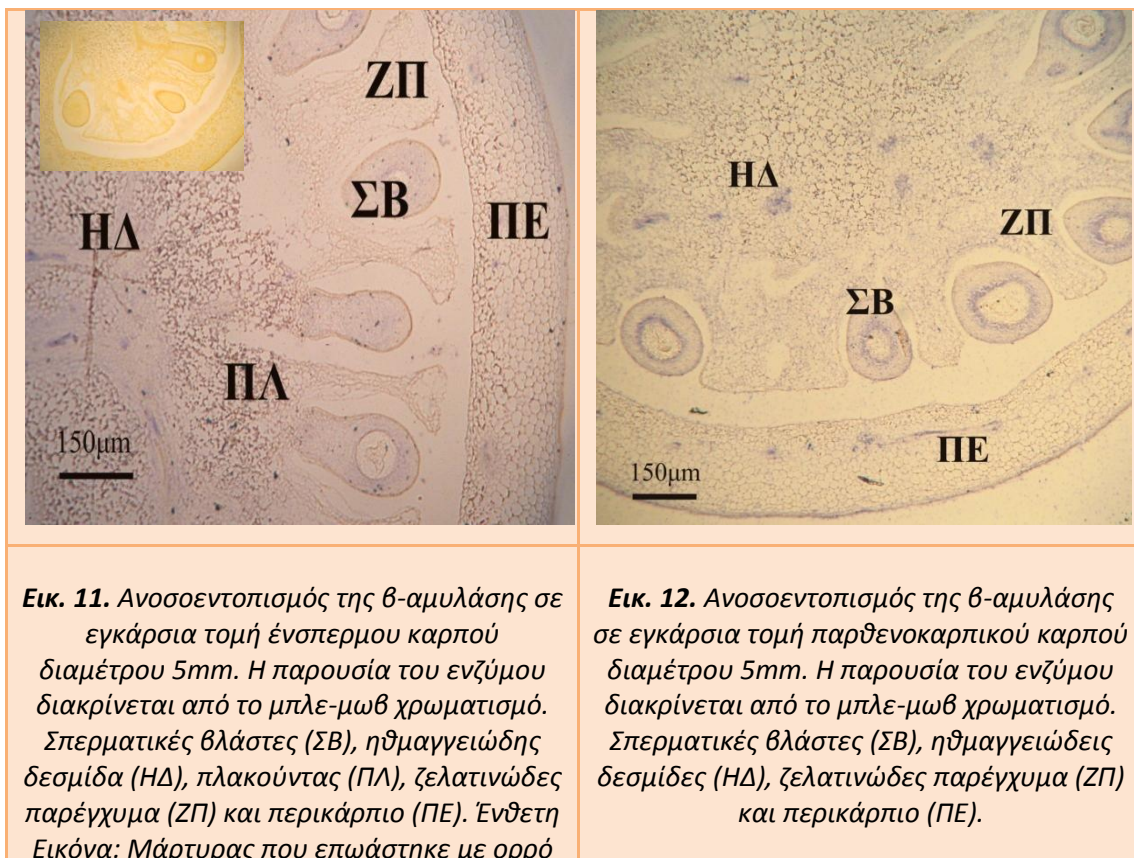 ΖΠ
ΣΒ
ΠΕ
ΗΔ
ΠΛ
150μm
ΗΔ
ΖΠ
ΣΒ
ΠΕ
150μm
Εικ. 11. Ανοσοεντοπισμός της β-αμυλάσης σε
εγκάρσια τομή ένσπερμου καρπού
διαμέτρου 5mm. Η παρουσία του ενζύμου
διακρίνεται από το μπλε-μωβ χρωματισμό.
Σπερματικές βλάστες (ΣΒ), ηθμαγγειώδης
δεσμίδα (ΗΔ), πλακούντας (ΠΛ), ζελατινώδες
παρέγχυμα (ΖΠ) και περικάρπιο (ΠΕ). Ένθετη
Εικόνα: Μάρτυρας που επωάστηκε με ορρό
Εικ. 12. Ανοσοεντοπισμός της β-αμυλάσης
σε εγκάρσια τομή παρθενοκαρπικού καρπού
διαμέτρου 5mm. Η παρουσία του ενζύμου
διακρίνεται από το μπλε-μωβ χρωματισμό.
Σπερματικές βλάστες (ΣΒ), ηθμαγγειώδεις
δεσμίδες (ΗΔ), ζελατινώδες παρέγχυμα (ΖΠ)
και περικάρπιο (ΠΕ).